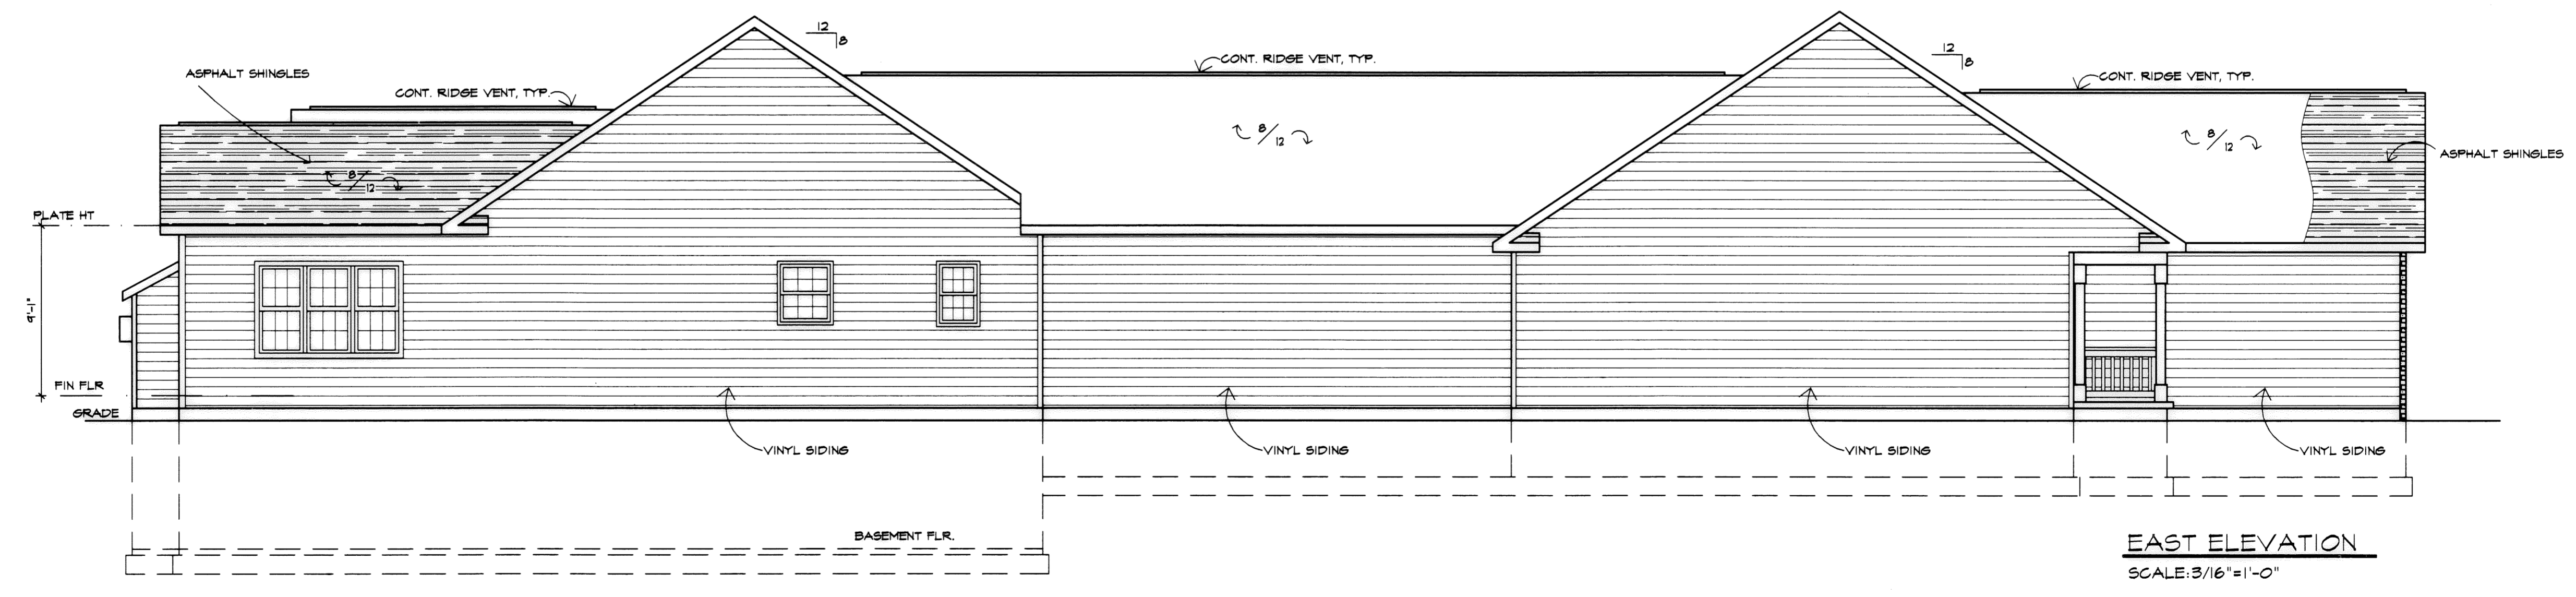 12
8
12
8
CONT. RIDGE VENT, TYP.
ASPHALT SHINGLES
CONT. RIDGE VENT, TYP.
CONT. RIDGE VENT, TYP.
8/12
8/12
ASPHALT SHINGLES
8/12
PLATE HT
9'-1"
FIN FLR
GRADE
VINYL SIDING
VINYL SIDING
VINYL SIDING
VINYL SIDING
BASEMENT FLR.
EAST ELEVATION
SCALE:3/16"=1'-0"